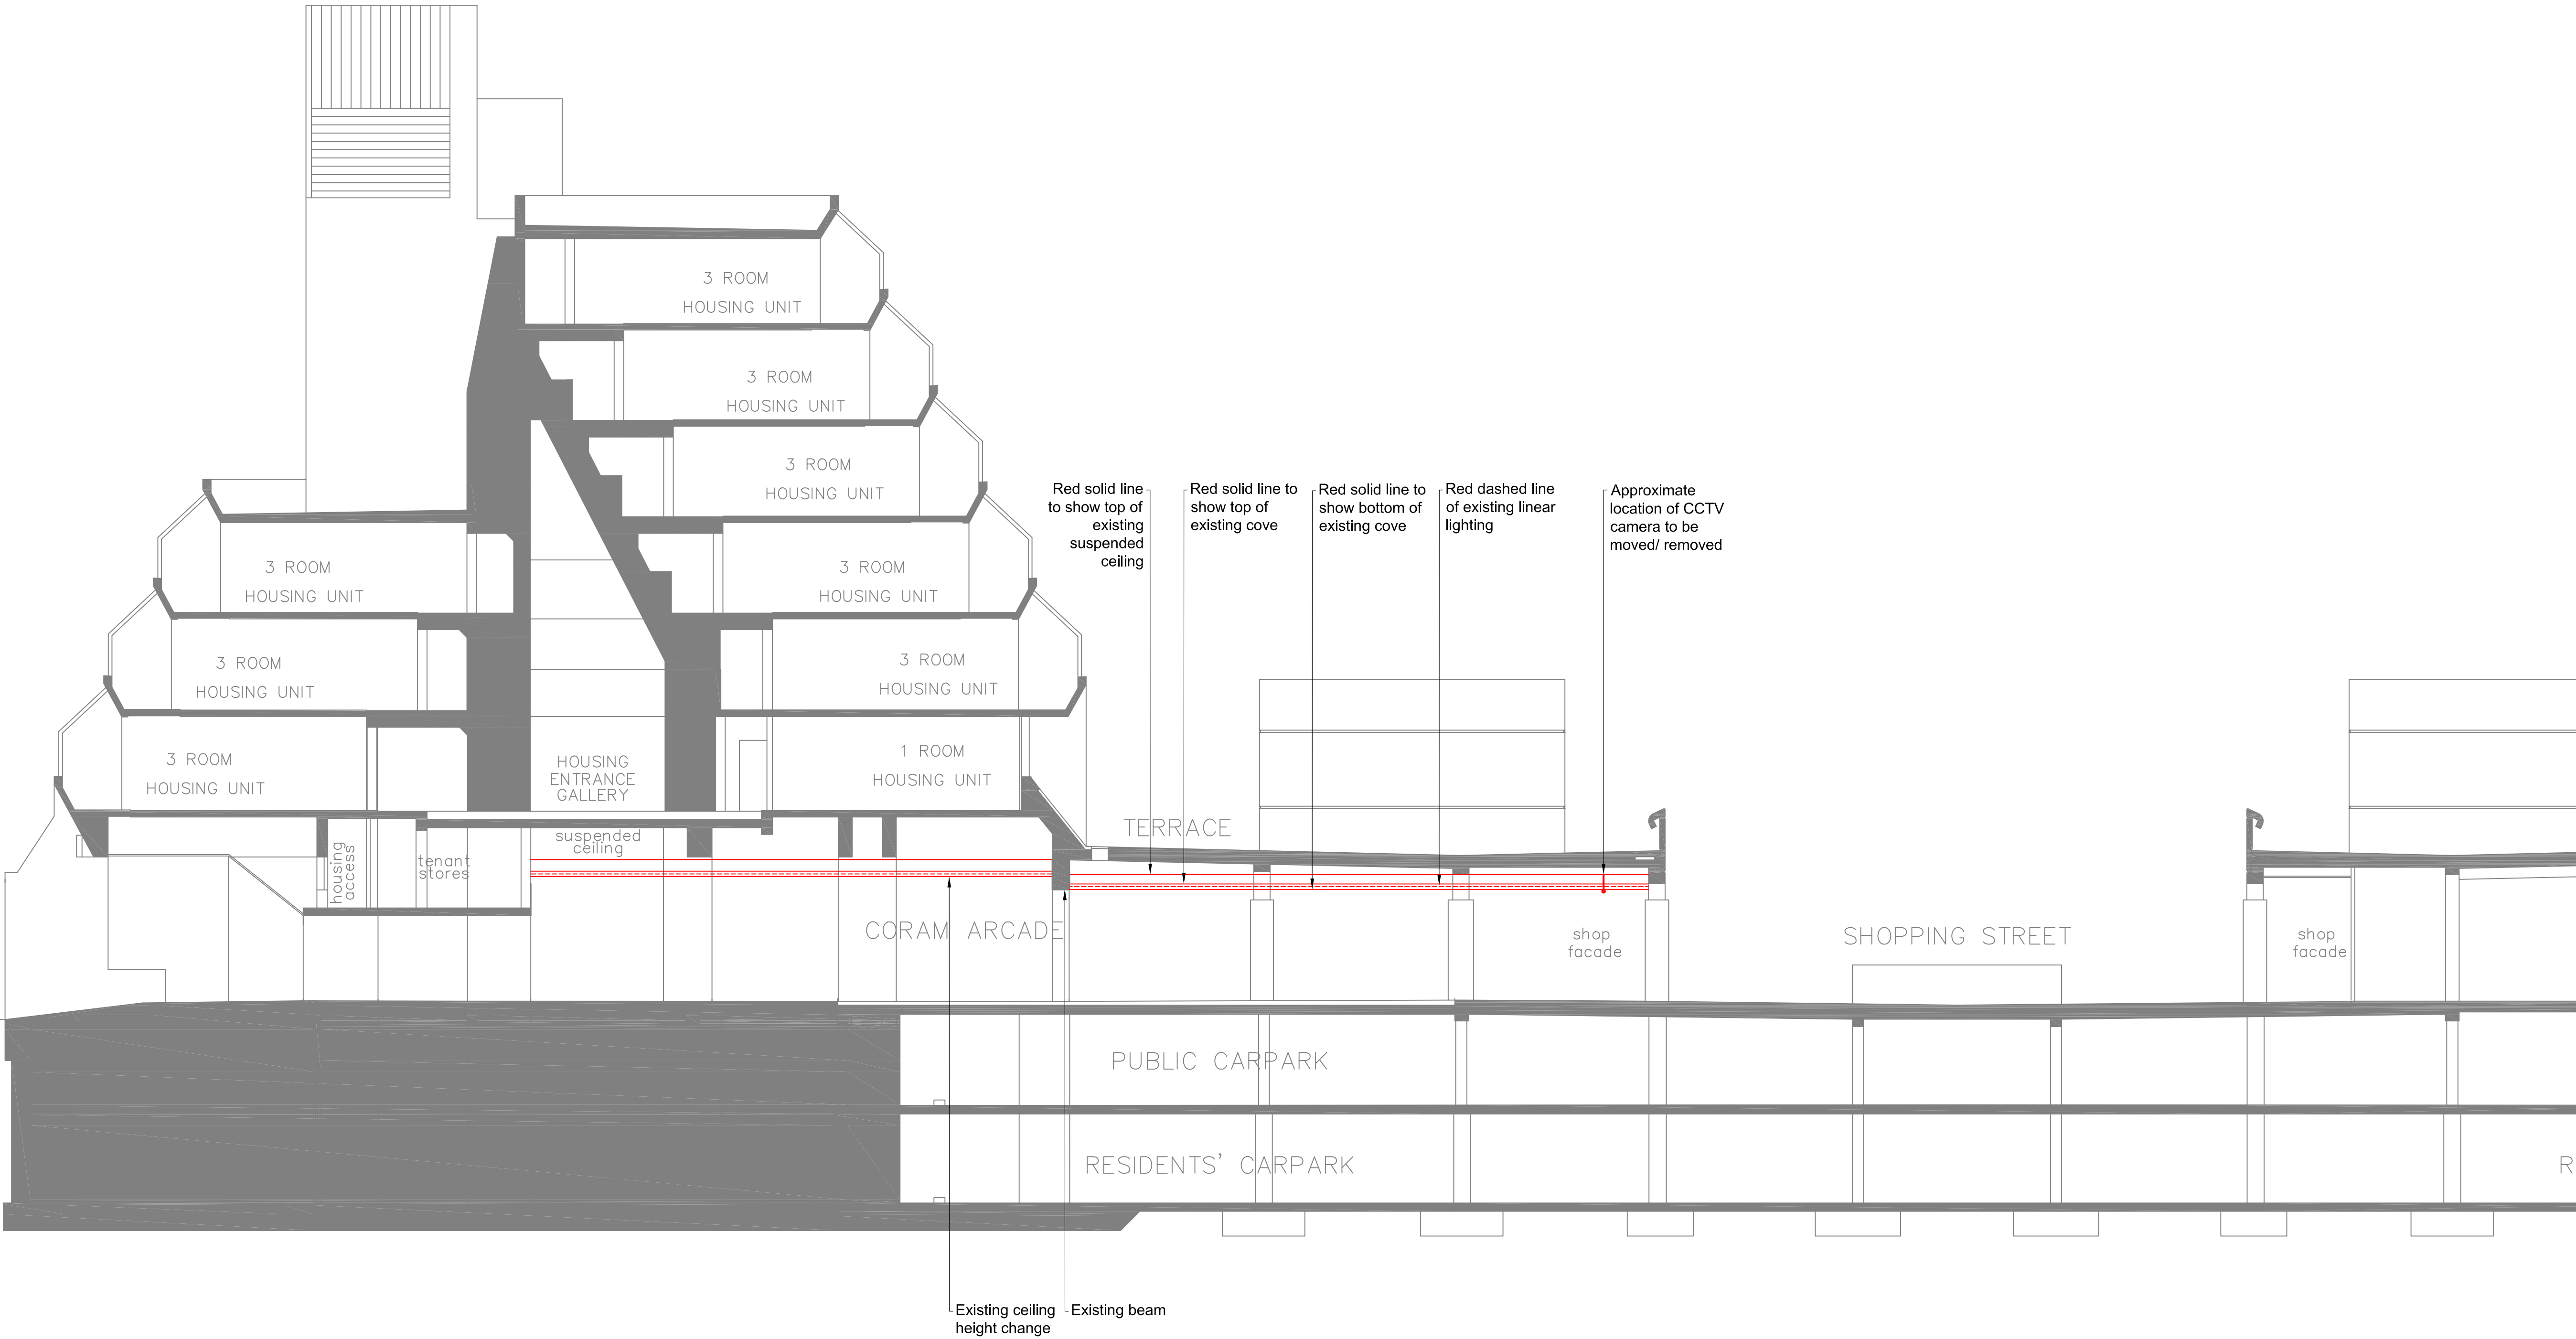 3 ROOM
HOUSING UNIT
3 ROOM
HOUSING UNIT
3 ROOM
HOUSING UNIT
3 ROOM
HOUSING UNIT
3 ROOM
HOUSING UNIT
3 ROOM
HOUSING UNIT
3 ROOM
HOUSING UNIT
3 ROOM
HOUSING UNIT
1 ROOM
HOUSING UNIT
HOUSING
ENTRANCE
GALLERY
Red solid line
to show top of
existing
suspended
ceiling
Red solid line to
show top of
existing cove
Red solid line to
show bottom of
existing cove
Red dashed line
of existing linear
lighting
Approximate
location of CCTV
camera to be
moved/ removed
TERRACE
suspended
ceiling
housing
access
tenant
stores
CORAM ARCADE
shop
facade
SHOPPING STREET
shop
facade
PUBLIC CARPARK
RESIDENTS' CARPARK
R
Existing ceiling
height change
Existing beam